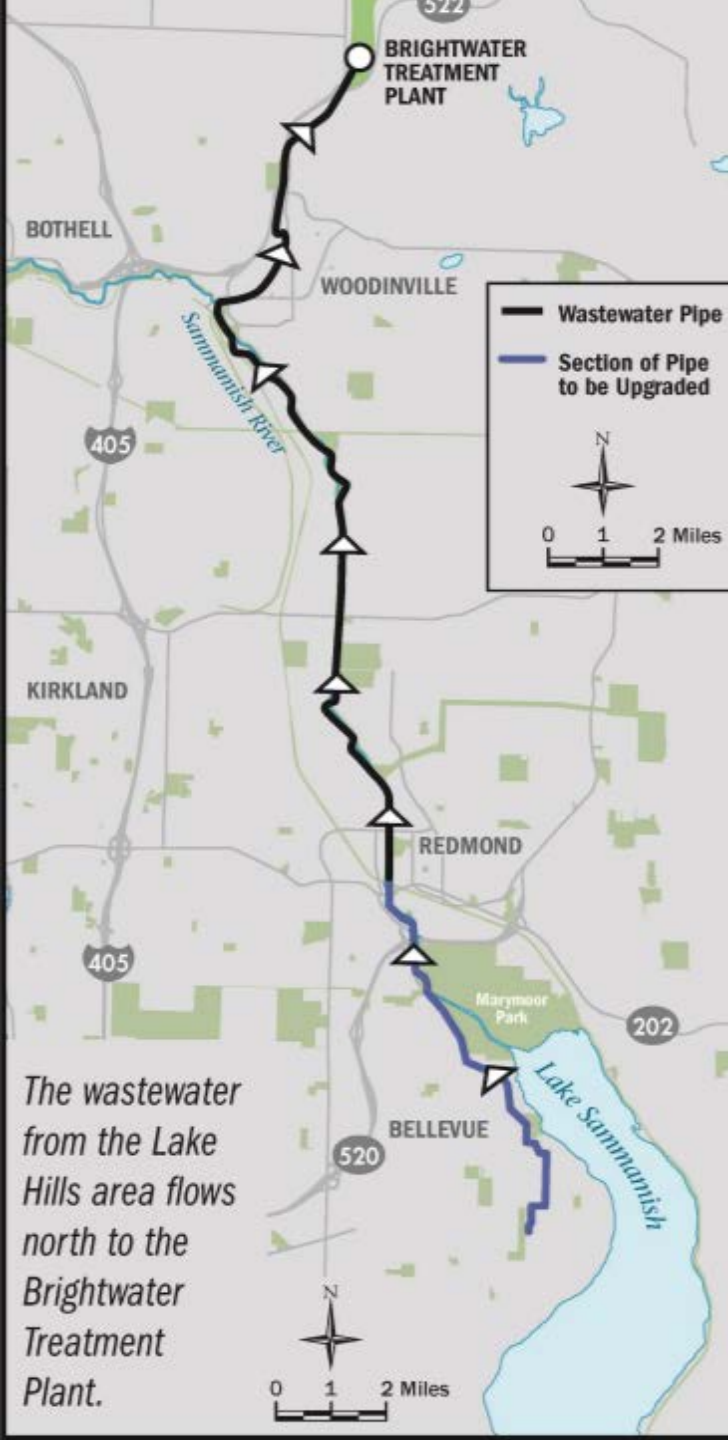 522
BRIGHTWATER
TREATMENT
PLANT
BOTHELL
WOODINVILLE
Wastewater Pipe
Section of Pipe
to be Upgraded
N
0 1 2 Miles
Sammamish River
405
KIRKLAND
REDMOND
405
Marymoor
Park
202
Lake Sammamish
BELLEVUE
520
The wastewater
from the Lake
Hills area flows
north to the
Brightwater
Treatment
Plant.
N
0 1 2 Miles